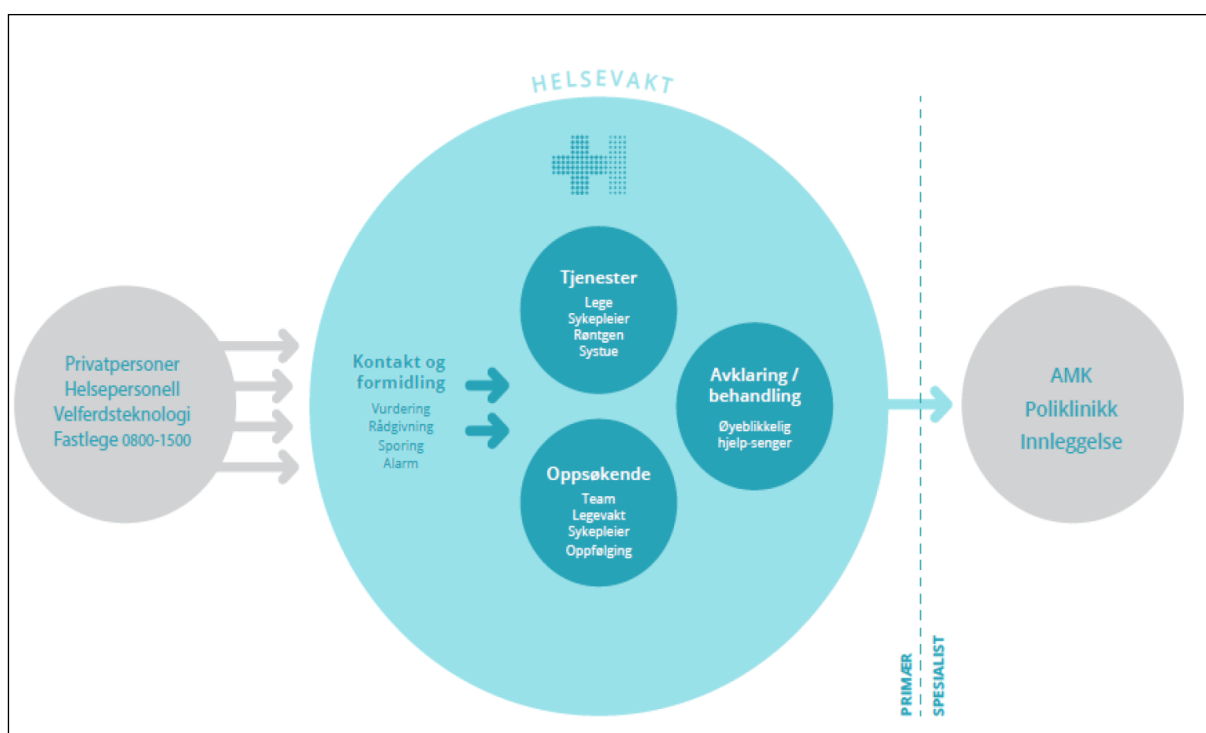 HELSEVAKT
Privatpersoner
Helsepersonell
Velferdsteknologi
Fastlege 0800-1500
Kontakt og
formidling
Vurdering
Rådgivning
Sporing
Alarm
Tjenester
Lege
Sykepleier
Røntgen
Systue
Oppsøkende
Team
Legevakt
Sykepleier
Oppfølging
Avklaring /
behandling
Øyeblikkelig
hjelp-senger
PRIMÆR
SPESIALIST
AMK
Poliklinikk
Innleggelse